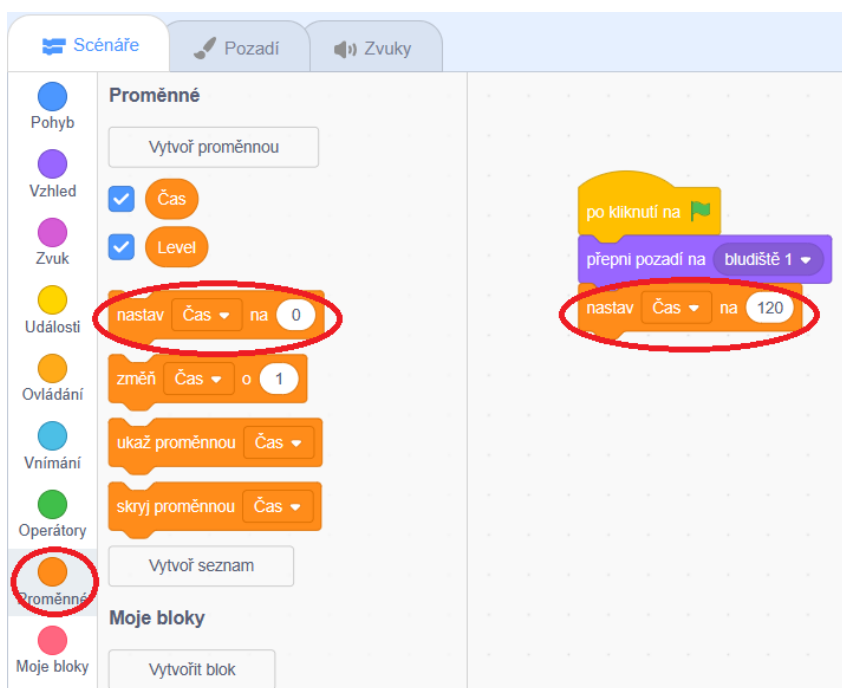 Scénáře
Pozadí
Zvuky
Pohyb
Vzhled
Zvuk
Události
Ovládání
Vnímání
Operátory
Proměnné
Moje bloky
Proměnné
Vytvoř proměnnou
Čas
Level
nastav Čas na 0
změň Čas o 1
ukaž proměnnou Čas
skryj proměnnou Čas
Vytvoř seznam
Moje bloky
Vytvořit blok
po kliknutí na
přepni pozadí na bludiště 1
nastav Čas na 120